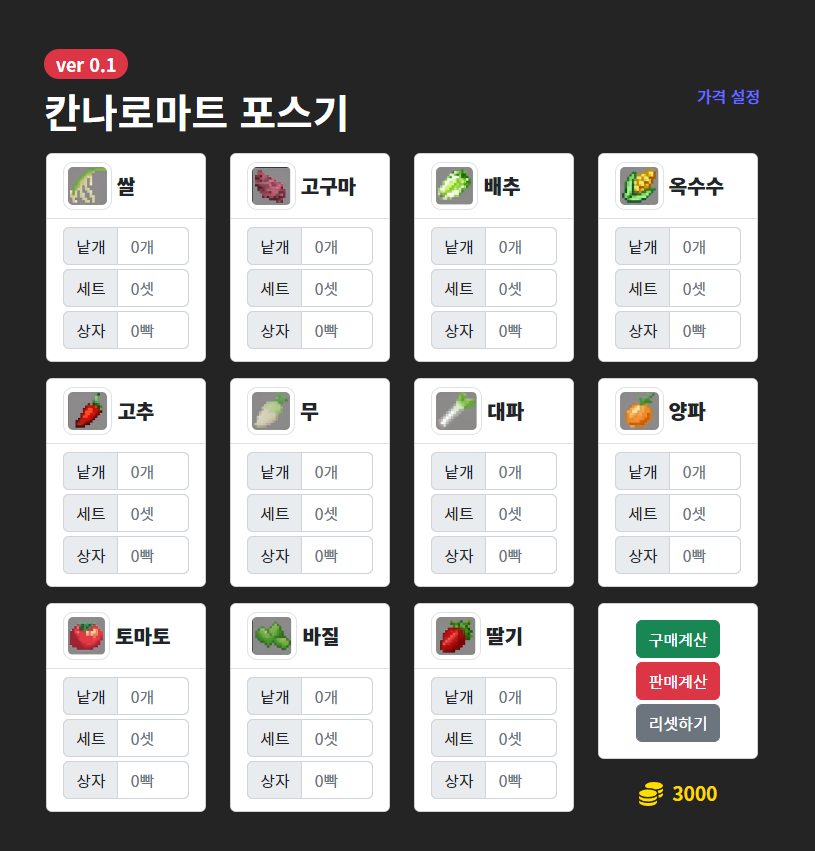 ver 0.1
칸나로마트 포스기
가격 설정
쌀
낱개 0개
세트 0셋
상자 0빡
고구마
낱개 0개
세트 0셋
상자 0빡
배추
낱개 0개
세트 0셋
상자 0빡
옥수수
낱개 0개
세트 0셋
상자 0빡
고추
낱개 0개
세트 0셋
상자 0빡
무
낱개 0개
세트 0셋
상자 0빡
대파
낱개 0개
세트 0셋
상자 0빡
양파
낱개 0개
세트 0셋
상자 0빡
토마토
낱개 0개
세트 0셋
상자 0빡
바질
낱개 0개
세트 0셋
상자 0빡
딸기
낱개 0개
세트 0셋
상자 0빡
구매계산
판매계산
리셋하기
3000